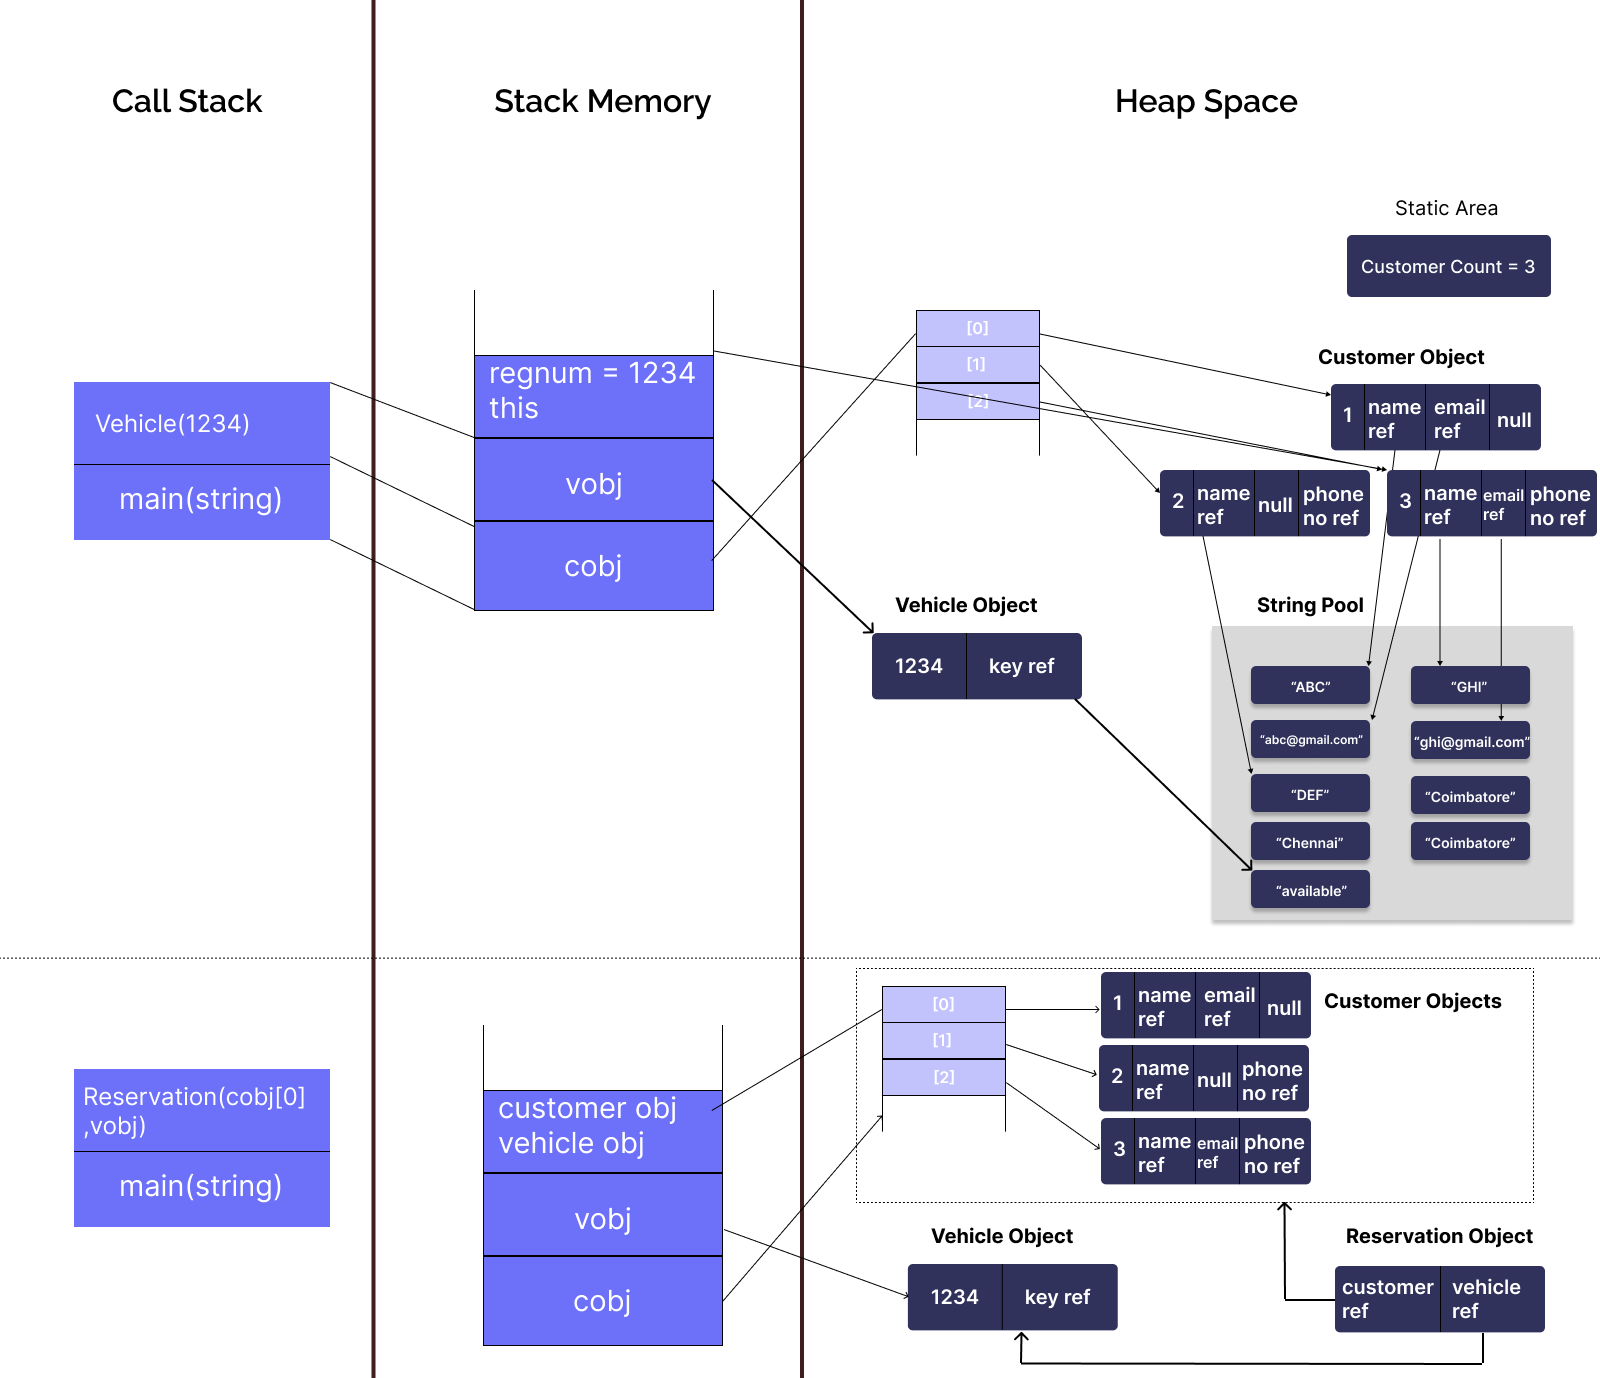 Call Stack
Stack Memory
Heap Space
Static Area
Customer Count = 3
Vehicle(1234)
main(string)
regnum = 1234
this
vobj
cobj
[0]
[1]
[2]
Customer Object
1
name
ref
email
ref
null
2
name
ref
null
phone
no ref
3
name
ref
email
ref
phone
no ref
Vehicle Object
1234
key ref
String Pool
“ABC”
“GHI”
“abc@gmail.com”
“ghi@gmail.com”
“DEF”
“Coimbatore”
“Chennai”
“Coimbatore”
“available”
Reservation(cobj[0]
,vobj)
main(string)
customer obj
vehicle obj
vobj
cobj
[0]
[1]
[2]
Customer Objects
1
name
ref
email
ref
null
2
name
ref
null
phone
no ref
3
name
ref
email
ref
phone
no ref
Vehicle Object
1234
key ref
Reservation Object
customer
ref
vehicle
ref